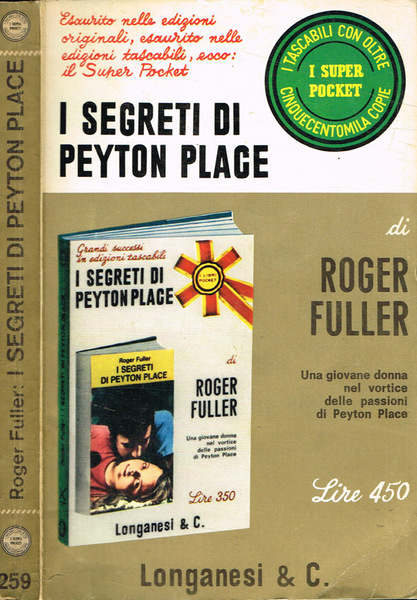 Esaurito nelle edizioni
originali, esaurito nelle
edizioni tascabili, esco:
il Super Pocket
I TASCABILI CON OLTRE
I SUPER
POCKET
CINQUECENTOMILA COPIE
I SEGRETI DI
PEYTON PLACE
di
ROGER
FULLER
Una giovane donna
nel vortice
delle passioni
di Peyton Place
Lire 450
Grandi successi
in edizioni tascabili
I SEGRETI DI
PEYTON PLACE
I LIBRI
POCKET
di
ROGER
FULLER
Una giovane donna
nel vortice
delle passioni
di Peyton Place
Lire 350
Longanesi & C.
Roger Fuller
I SEGRETI
DI PEYTON PLACE
Longanesi & C.
Roger Fuller: I SEGRETI DI PEYTON PLACE
259